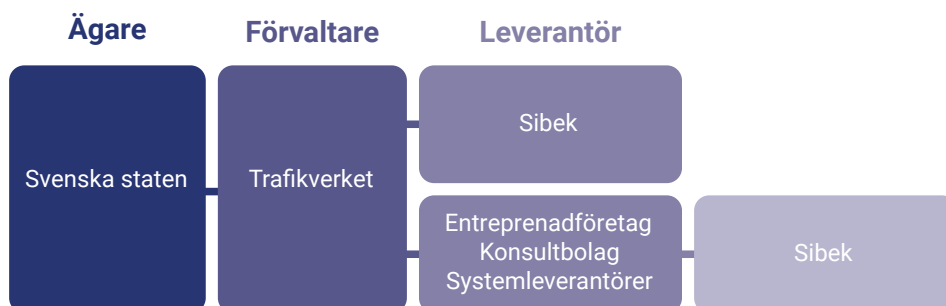 Ägare
Förvaltare
Leverantör
Svenska staten
Trafikverket
Sibek
Entreprenadföretag
Konsultbolag
Systemleverantörer
Sibek